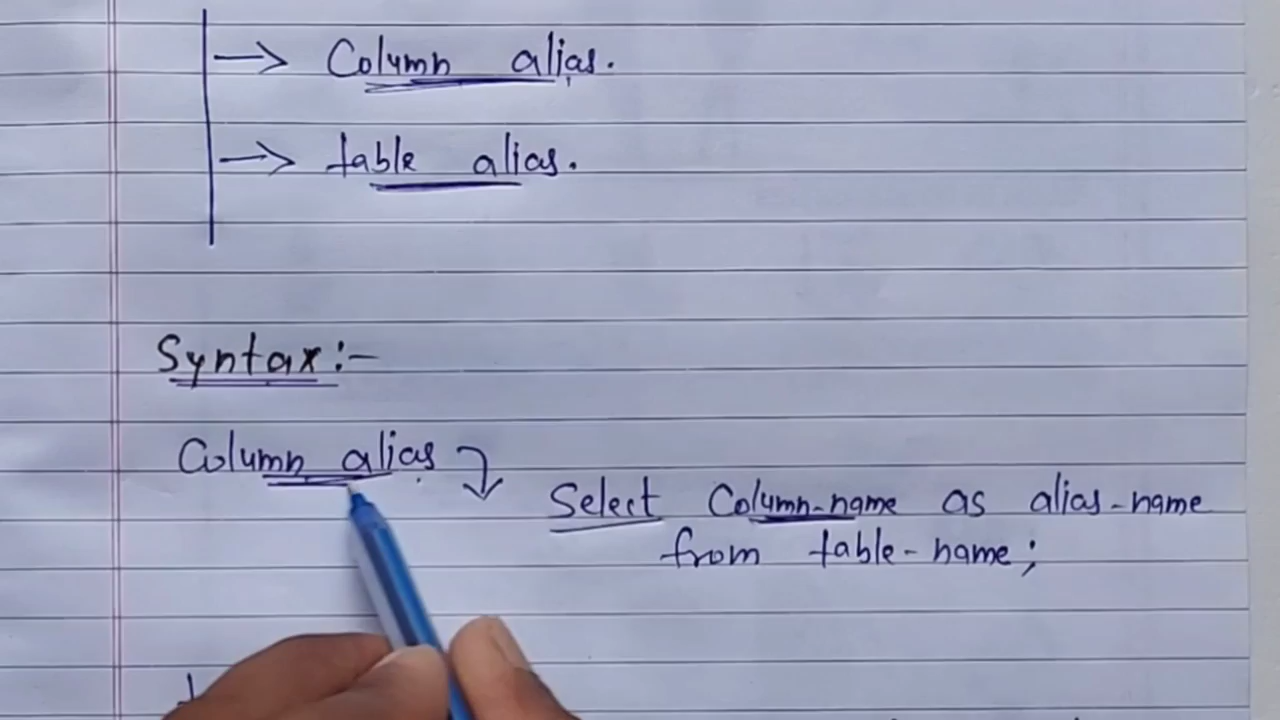 → Column alias.
→ table alias.
Syntax:-
Column alias
Select Column-name as alias-name
from table-name;